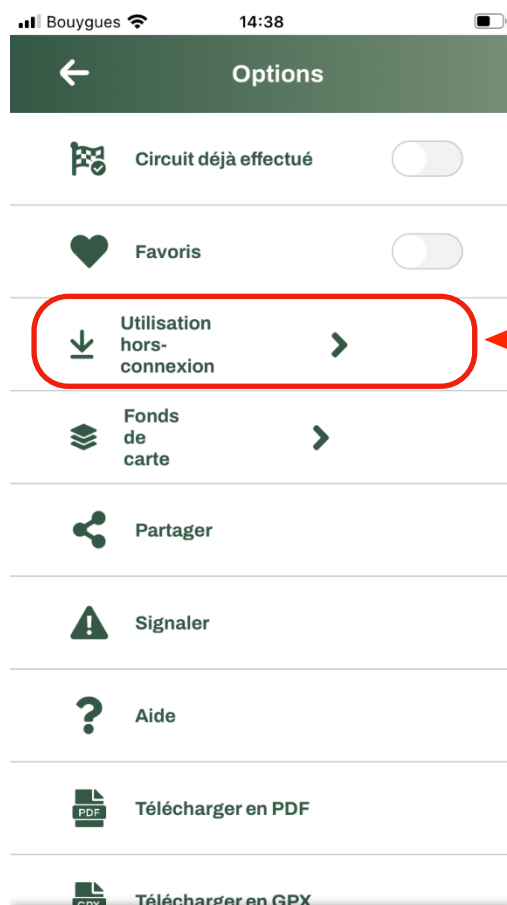 Bouygues 14:38
Options
Circuit déjà effectué
Favoris
Utilisation
hors-
connexion
Fonds
de
carte
Partager
Signaler
Aide
PDF
Télécharger en PDF
GPX
Télécharger en GPX